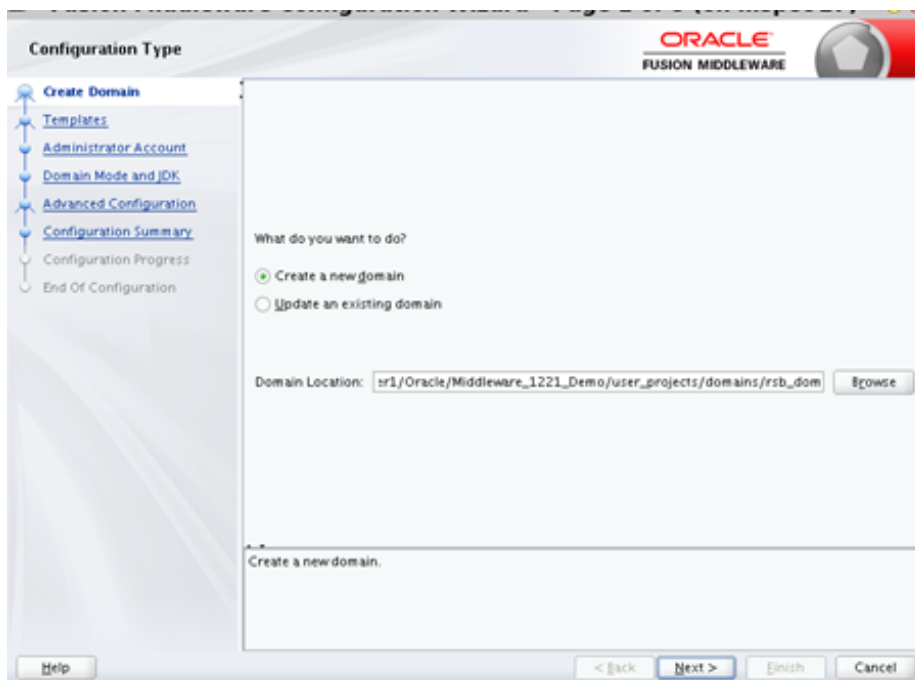 Configuration Type
ORACLE
FUSION MIDDLEWARE
Create Domain
Templates
Administrator Account
Domain Mode and JDK
Advanced Configuration
Configuration Summary
Configuration Progress
End Of Configuration
What do you want to do?
Create a new domain
Update an existing domain
Domain Location: er1/Oracle/Middleware_1221_Demo/user_projects/domains/rsb_dom Browse
Create a new domain.
Help < Back Next > Finish Cancel